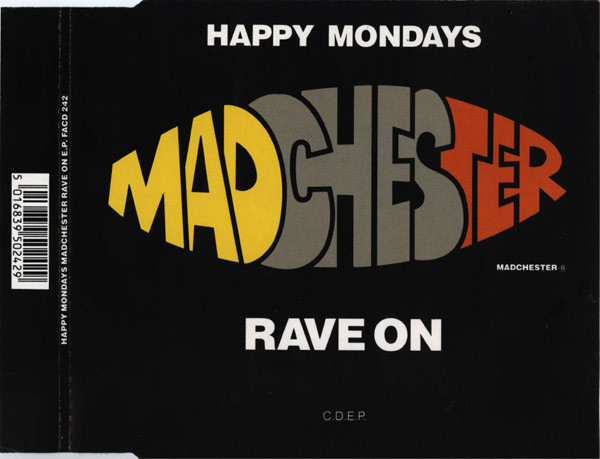 HAPPY MONDAYS
MADCHESTER
MADCHESTER ®
RAVE ON
C.D.E.P.
HAPPY MONDAYS MADCHESTER RAVE ON E.P. FACD 242
5 016839 502429